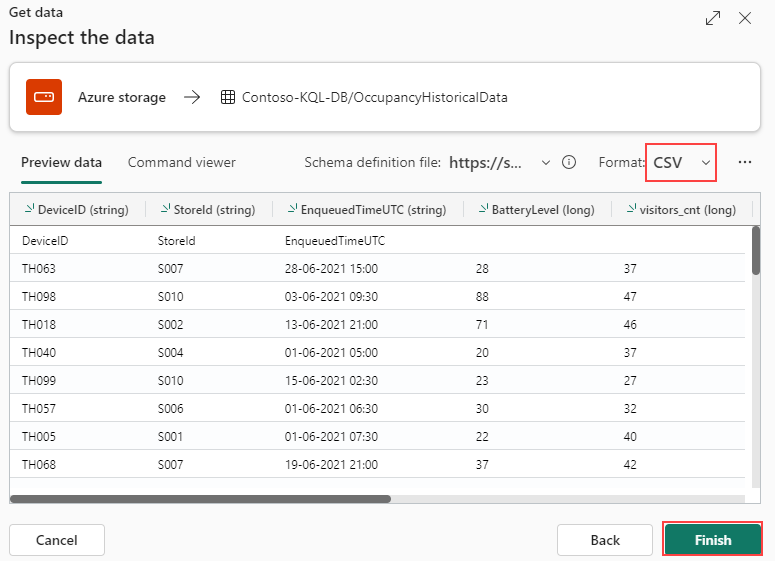 Get data
Inspect the data
Azure storage → Contoso-KQL-DB/OccupancyHistoricalData
Preview data Command viewer Schema definition file: https://s... Format: CSV ...
DeviceID (string) StoreId (string) EnqueuedTimeUTC (string) BatteryLevel (long) visitors_cnt (long)
DeviceID StoreId EnqueuedTimeUTC
TH063 S007 28-06-2021 15:00 28 37
TH098 S010 03-06-2021 09:30 88 47
TH018 S002 13-06-2021 21:00 71 46
TH040 S004 01-06-2021 05:00 20 37
TH099 S010 15-06-2021 02:30 23 27
TH057 S006 01-06-2021 06:30 30 32
TH005 S001 01-06-2021 07:30 22 40
TH068 S007 19-06-2021 21:00 37 42
Cancel Back Finish